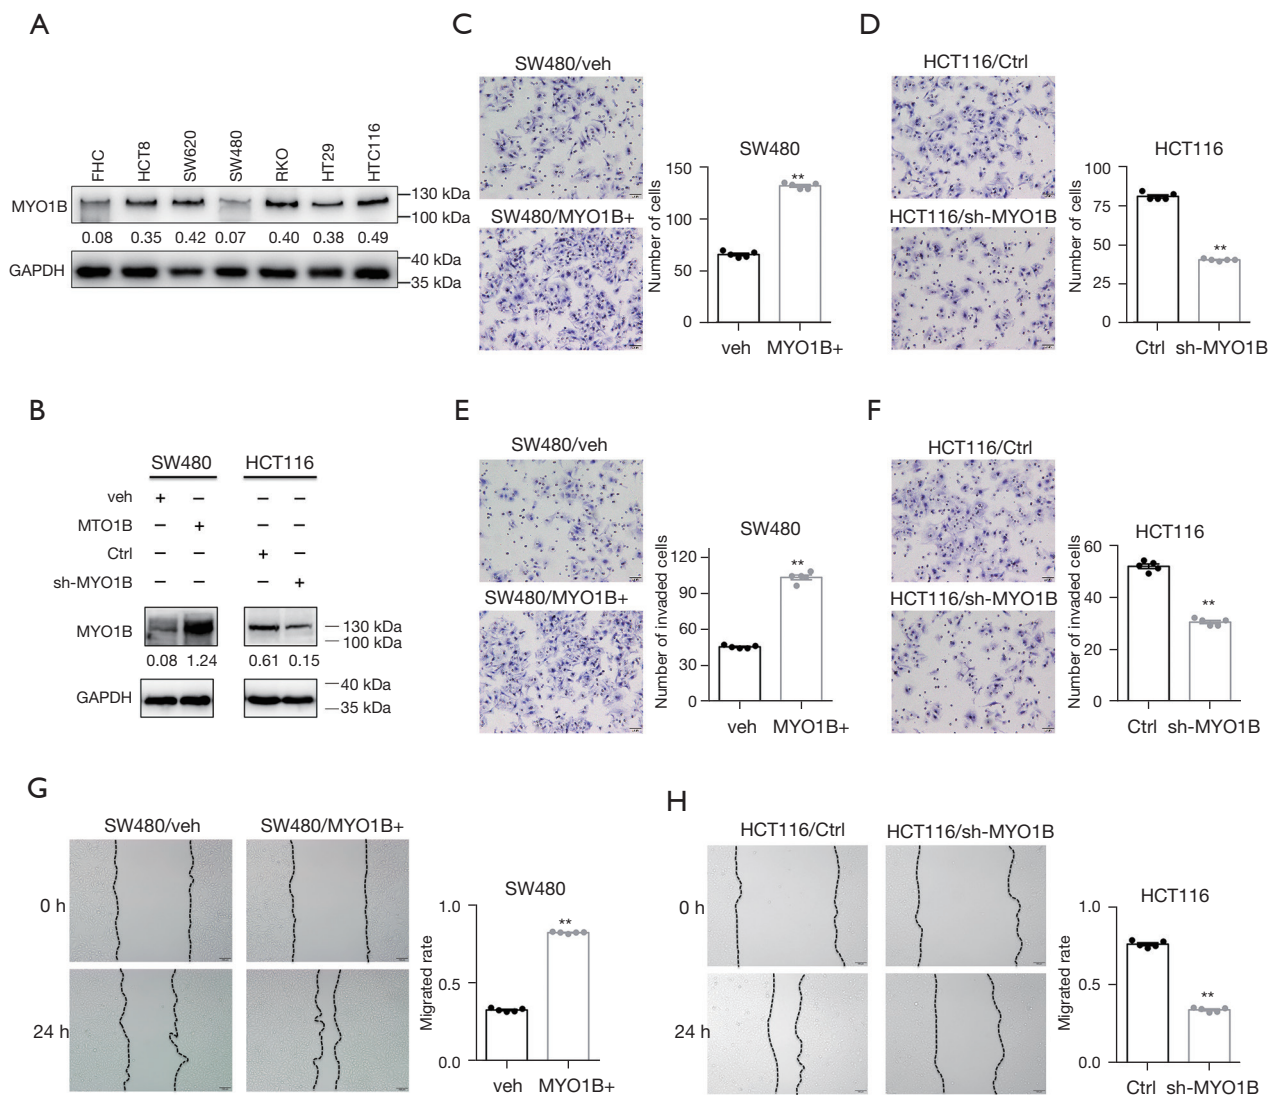 A
FHC
HCT8
SW620
SW480
RKO
HT29
HTC116
MYO1B
130 kDa
100 kDa
0.08 0.35 0.42 0.07 0.40 0.38 0.49
GAPDH
40 kDa
35 kDa
B
SW480 HCT116
veh + – – –
MTO1B – + – –
Ctrl – – + –
sh-MYO1B – – – +
MYO1B
130 kDa
100 kDa
0.08 1.24 0.61 0.15
GAPDH
40 kDa
35 kDa
C
SW480/veh
SW480/MYO1B+
SW480
Number of cells
150
100
50
0
**
veh MYO1B+
D
HCT116/Ctrl
HCT116/sh-MYO1B
HCT116
Number of cells
100
75
50
25
0
**
Ctrl sh-MYO1B
E
SW480/veh
SW480/MYO1B+
SW480
Number of invaded cells
120
90
60
30
0
**
veh MYO1B+
F
HCT116/Ctrl
HCT116/sh-MYO1B
HCT116
Number of invaded cells
60
40
20
0
**
Ctrl sh-MYO1B
G
SW480/veh SW480/MYO1B+
0 h
24 h
SW480
Migrated rate
1.0
0.5
0.0
**
veh MYO1B+
H
HCT116/Ctrl HCT116/sh-MYO1B
0 h
24 h
HCT116
Migrated rate
1.0
0.5
0.0
**
Ctrl sh-MYO1B